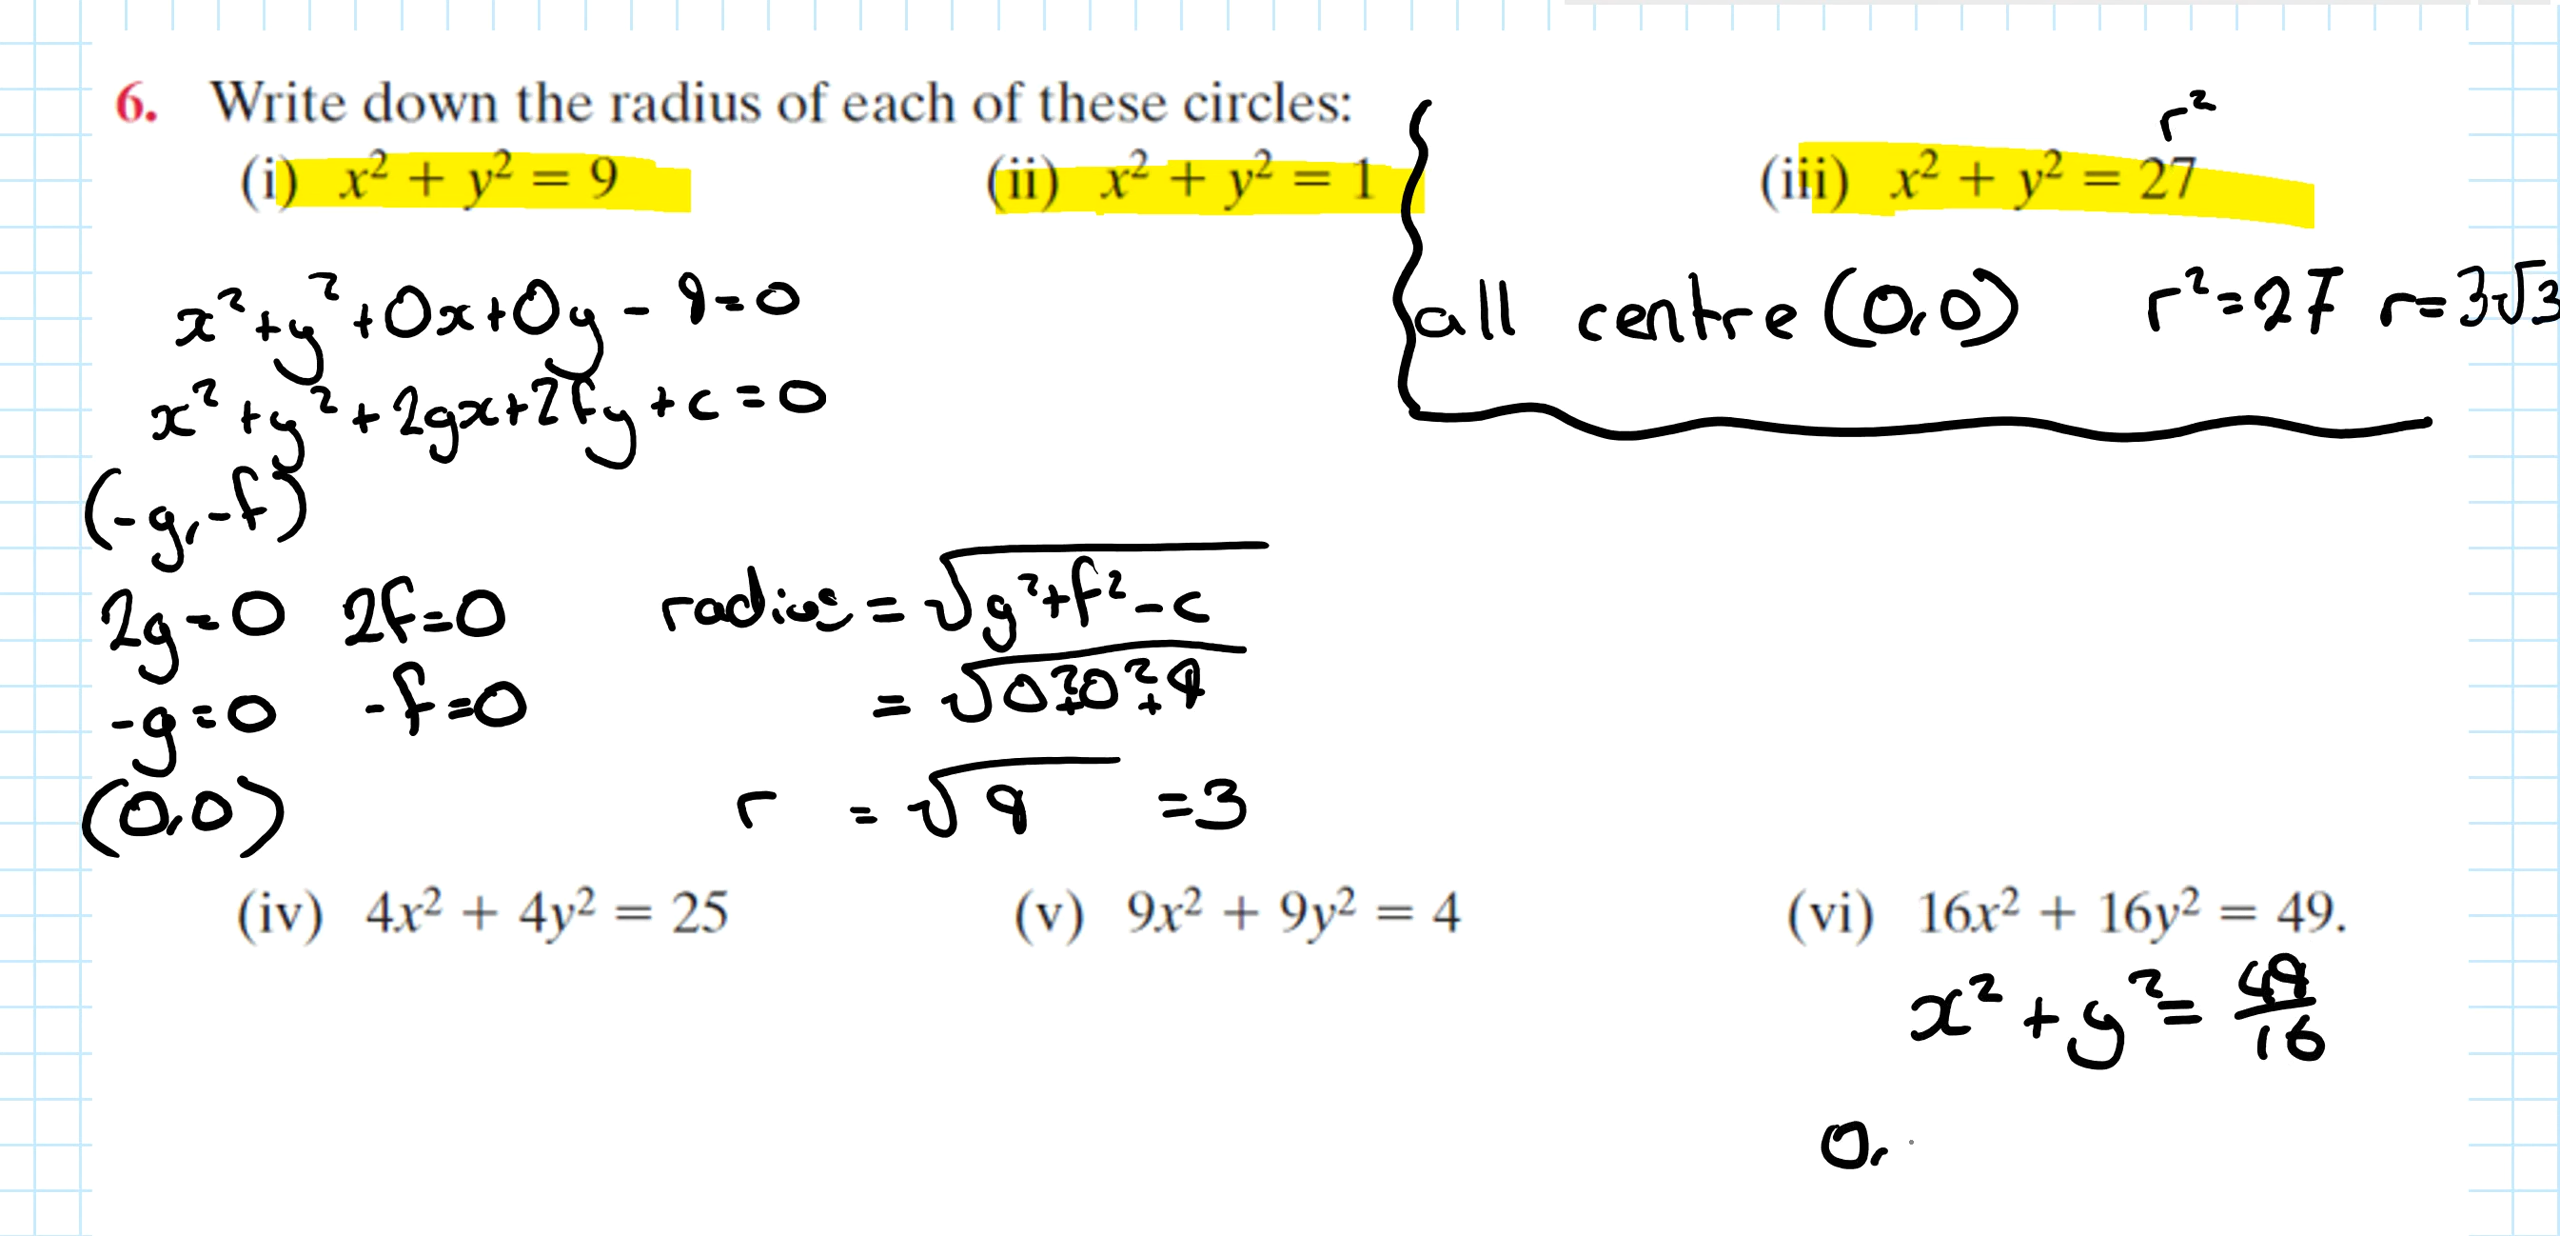 6. Write down the radius of each of these circles:
(i) x² + y² = 9 (ii) x² + y² = 1 (iii) x² + y² = 27
r²
x²+y²+0x+0y-9=0
all centre (0,0) r²=27 r=3√3
x²+y²+2gx+2fy+c=0
(-g,-f)
2g=0 2f=0 radius=√g²+f²-c
-g=0 -f=0 =√0²+0²+9
(0,0) r =√9 =3
(iv) 4x² + 4y² = 25 (v) 9x² + 9y² = 4 (vi) 16x² + 16y² = 49.
x²+y²=49/16
0,